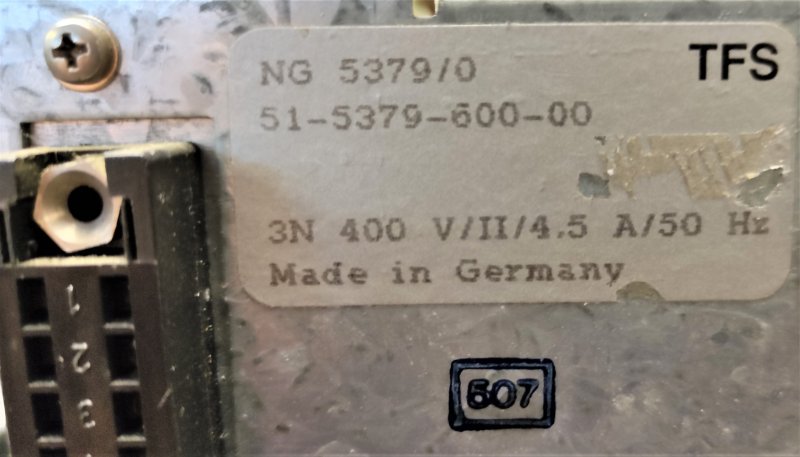 NG 5379/0 TFS
51-5379-600-00
3N 400 V/II/4.5 A/50 Hz
Made in Germany
607
1
2
3